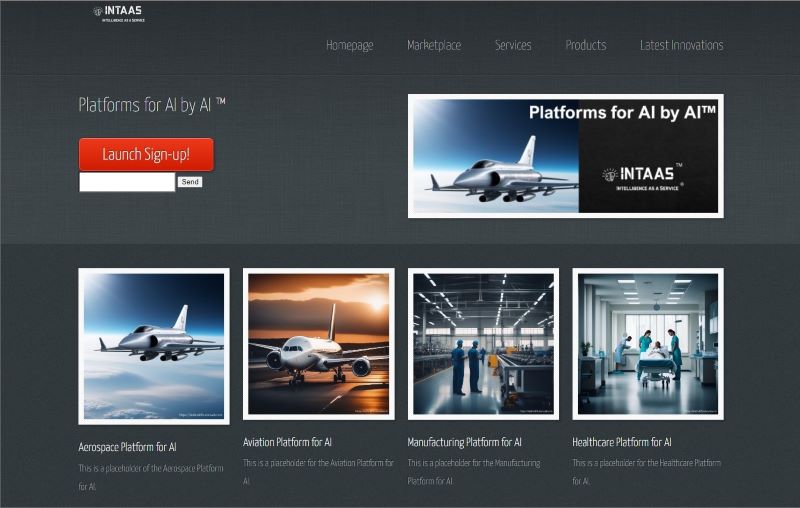 INTAAS
INTELLIGENCE AS A SERVICE
Homepage Marketplace Services Products Latest Innovations
Platforms for AI by AI ™
Launch Sign-up!
Send
Platforms for AI by AI™
INTAAS™
INTELLIGENCE AS A SERVICE®
Aerospace Platform for AI
This is a placeholder of the Aerospace Platform
for AI.
Aviation Platform for AI
This is a placeholder for the Aviation Platform for
AI.
Manufacturing Platform for AI
This is a placeholder for the Manufacturing
Platform for AI.
Healthcare Platform for AI
This is a placeholder for the Healthcare Platform
for AI.